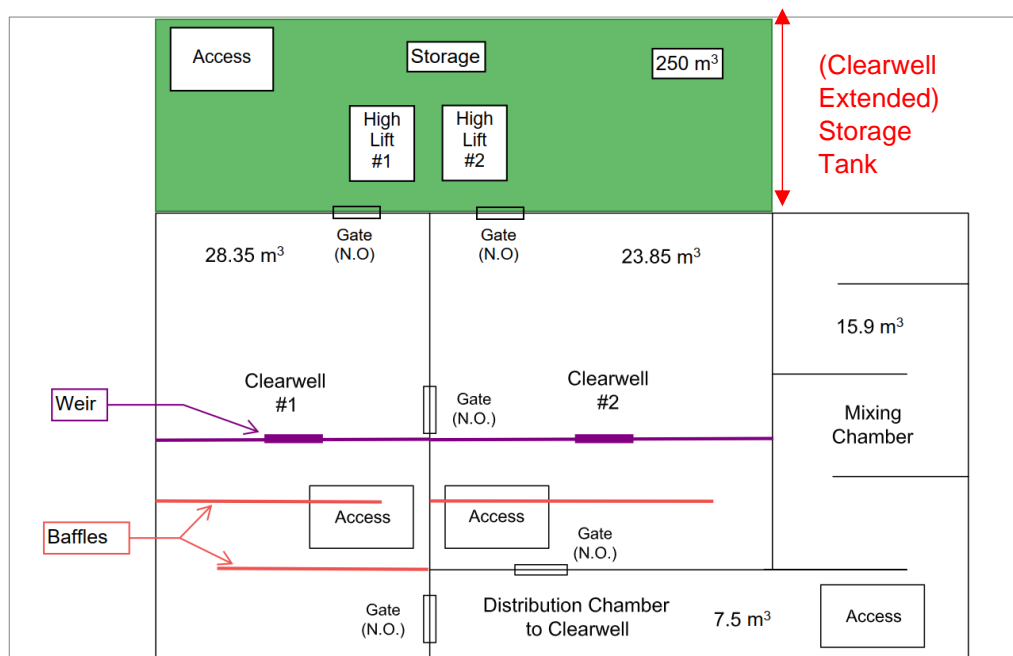 Access
Storage
250 m³
(Clearwell
Extended)
Storage
Tank
High
Lift
#1
High
Lift
#2
Gate
(N.O)
Gate
(N.O)
28.35 m³
23.85 m³
15.9 m³
Clearwell
#1
Clearwell
#2
Weir
Gate
(N.O.)
Mixing
Chamber
Access
Access
Baffles
Gate
(N.O.)
Gate
(N.O.)
Distribution Chamber
to Clearwell
7.5 m³
Access